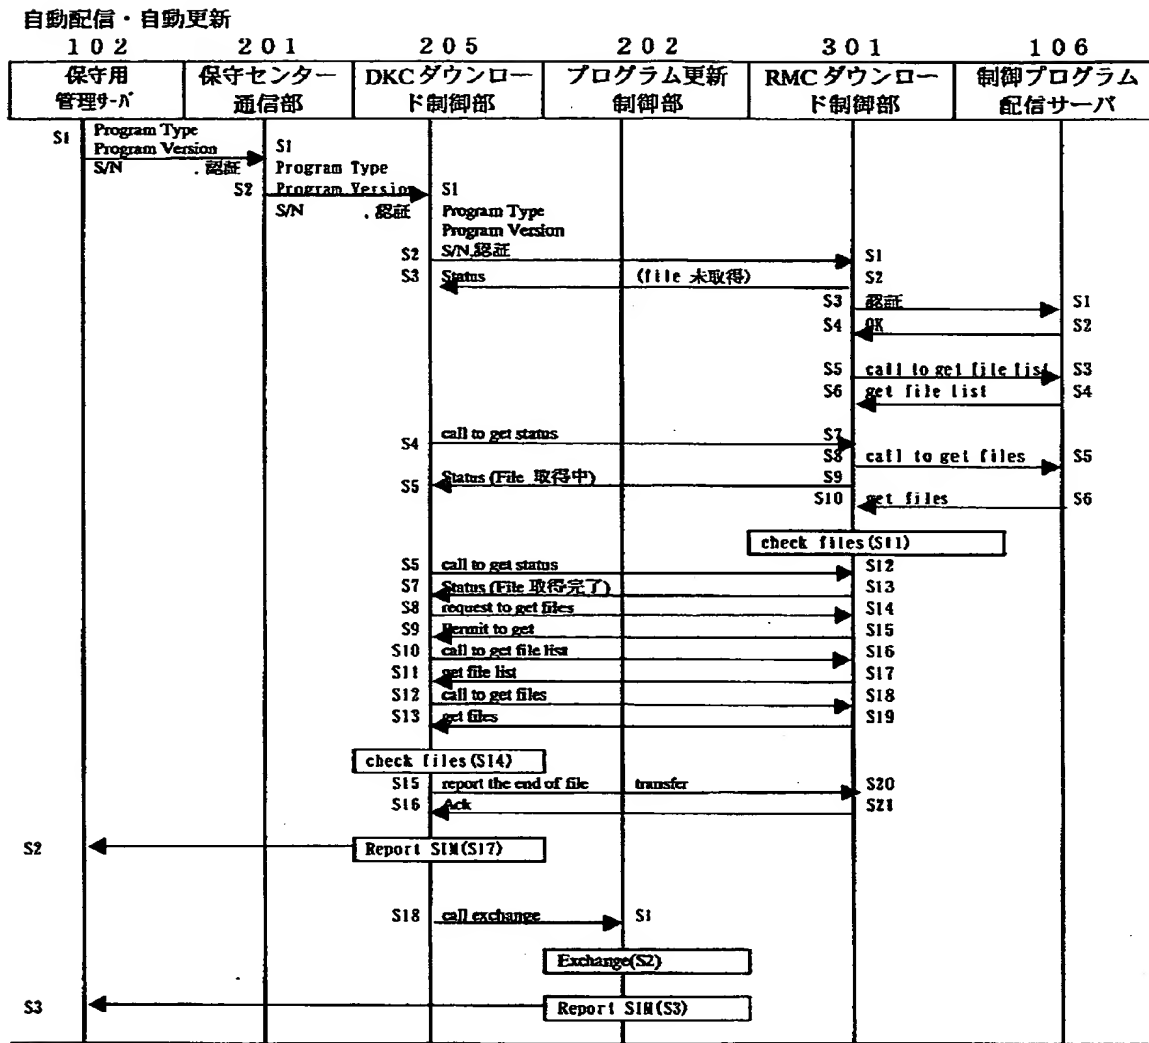 自動配信・自動更新
102 201 205 202 301 106
保守用 保守センター DKCダウンロー プログラム更新 RMCダウンロー 制御プログラム
管理ｻｰﾊﾞ 通信部 ド制御部 制御部 ド制御部 配信サーバ
S1 Program Type
Program Version S1
S/N , 認証 Program Type
S2 Program Version S1
S/N , 認証 Program Type
Program Version
S2 S/N,認証 S1
S3 Status (file 未取得) S2
S3 認証 S1
S4 OK S2
S5 call to get file list S3
S6 get file list S4
S4 call to get status S7
S8 call to get files S5
S5 Status (File 取得中) S9
S10 get files S6
check files(S11)
S5 call to get status S12
S7 Status (File 取得完了) S13
S8 request to get files S14
S9 Permit to get S15
S10 call to get file list S16
S11 get file list S17
S12 call to get files S18
S13 get files S19
check files(S14)
S15 report the end of file transfer S20
S16 Ack S21
S2 Report SIM(S17)
S18 call exchange S1
Exchange(S2)
S3 Report SIM(S3)